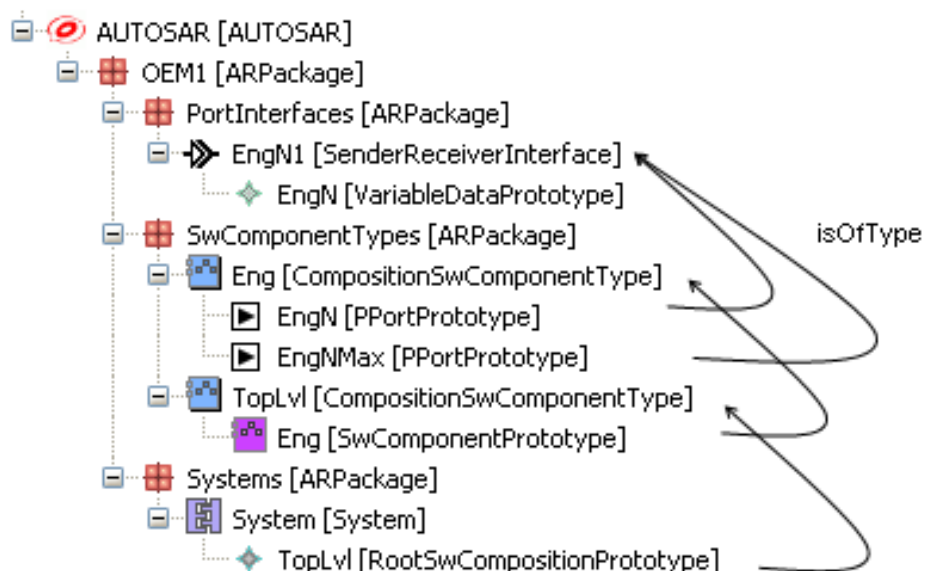 AUTOSAR [AUTOSAR]
OEM1 [ARPackage]
PortInterfaces [ARPackage]
EngN1 [SenderReceiverInterface]
EngN [VariableDataPrototype]
SwComponentTypes [ARPackage]
isOfType
Eng [CompositionSwComponentType]
EngN [PPortPrototype]
EngNMax [PPortPrototype]
TopLvl [CompositionSwComponentType]
Eng [SwComponentPrototype]
Systems [ARPackage]
System [System]
TopLvl [RootSwCompositionPrototype]